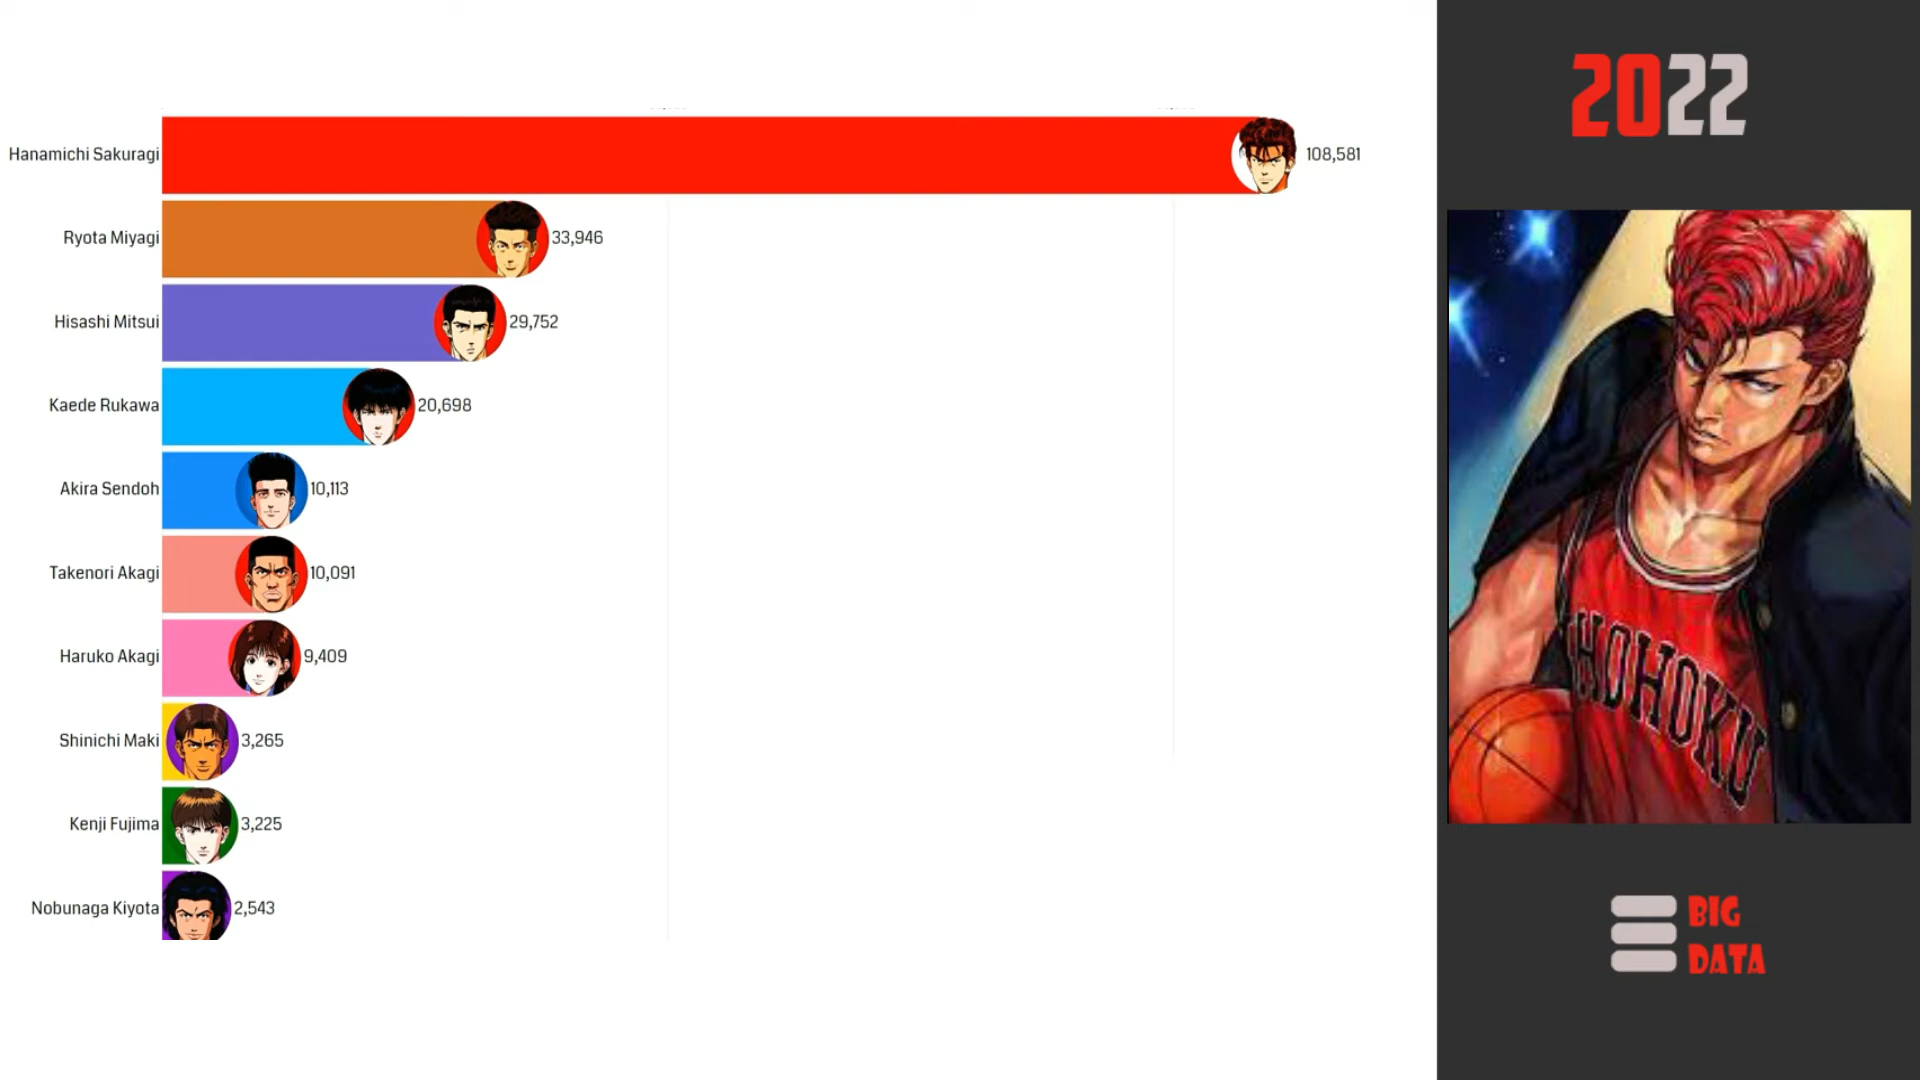 2022
Hanamichi Sakuragi 108,581
Ryota Miyagi 33,946
Hisashi Mitsui 29,752
Kaede Rukawa 20,698
Akira Sendoh 10,113
Takenori Akagi 10,091
Haruko Akagi 9,409
Shinichi Maki 3,265
Kenji Fujima 3,225
Nobunaga Kiyota 2,543
HOHOKU
BIG
DATA